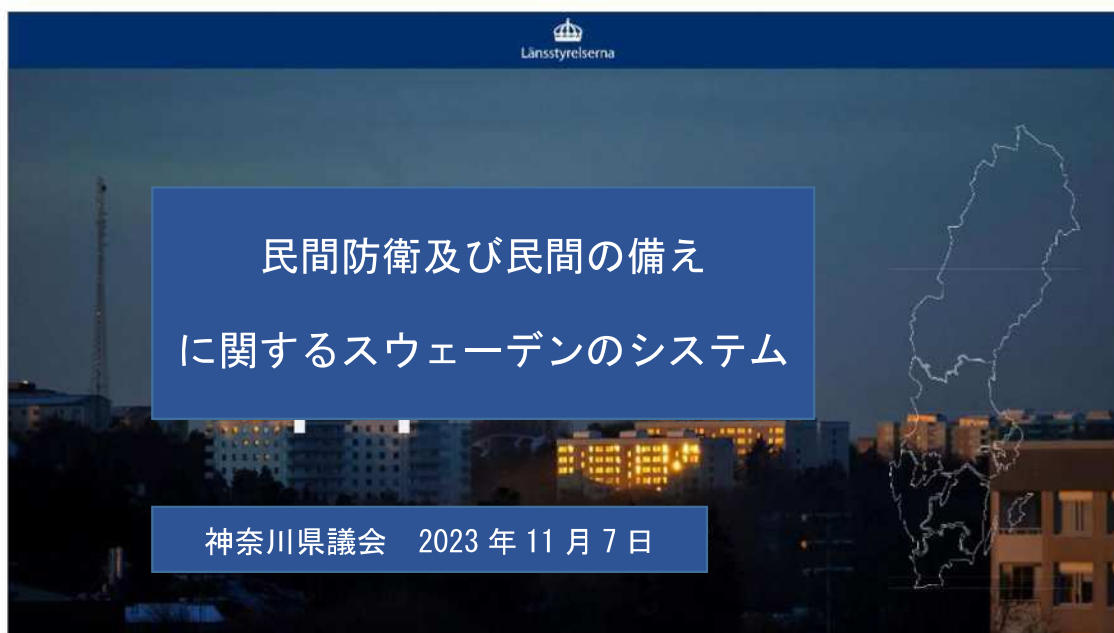 Länsstyrelserna
民間防衛及び民間の備え
に関するスウェーデンのシステム
神奈川県議会　2023 年 11 月 7 日